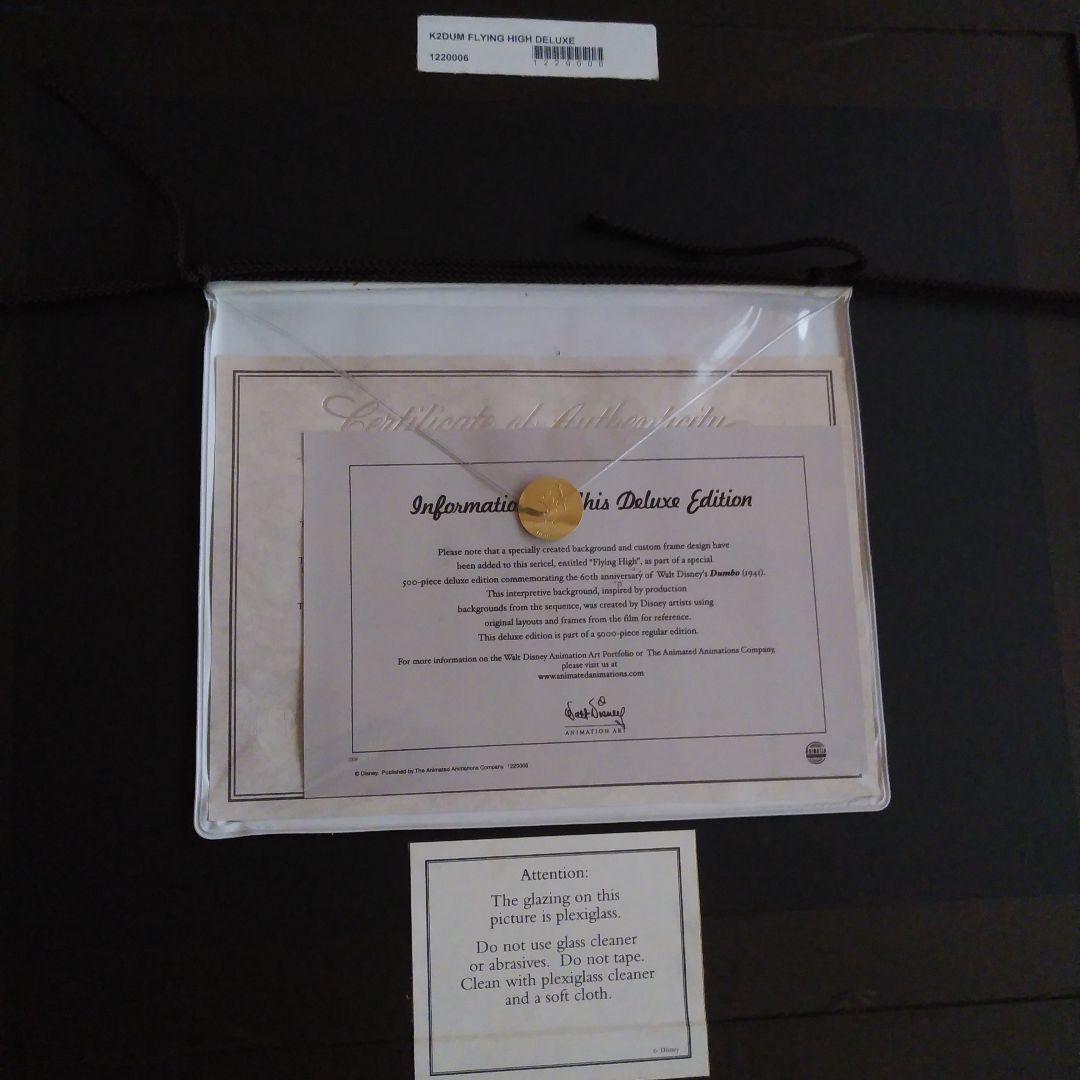 K2DUM FLYING HIGH DELUXE
1220006
1220006
Certificate of Authenticity
Information This Deluxe Edition
Please note that a specially created background and custom frame design have
been added to this sericel, entitled "Flying High", as part of a special
500-piece deluxe edition commemorating the 60th anniversary of Walt Disney's Dumbo (1941).
This interpretive background, inspired by production
backgrounds from the sequence, was created by Disney artists using
original layouts and frames from the film for reference.
This deluxe edition is part of a 5000-piece regular edition.
For more information on the Walt Disney Animation Art Portfolio or The Animated Animations Company,
please visit us at
www.animatedanimations.com
Walt Disney
ANIMATION ART
© Disney. Published by The Animated Animations Company 1220006
Attention:
The glazing on this
picture is plexiglass.
Do not use glass cleaner
or abrasives. Do not tape.
Clean with plexiglass cleaner
and a soft cloth.
© Disney